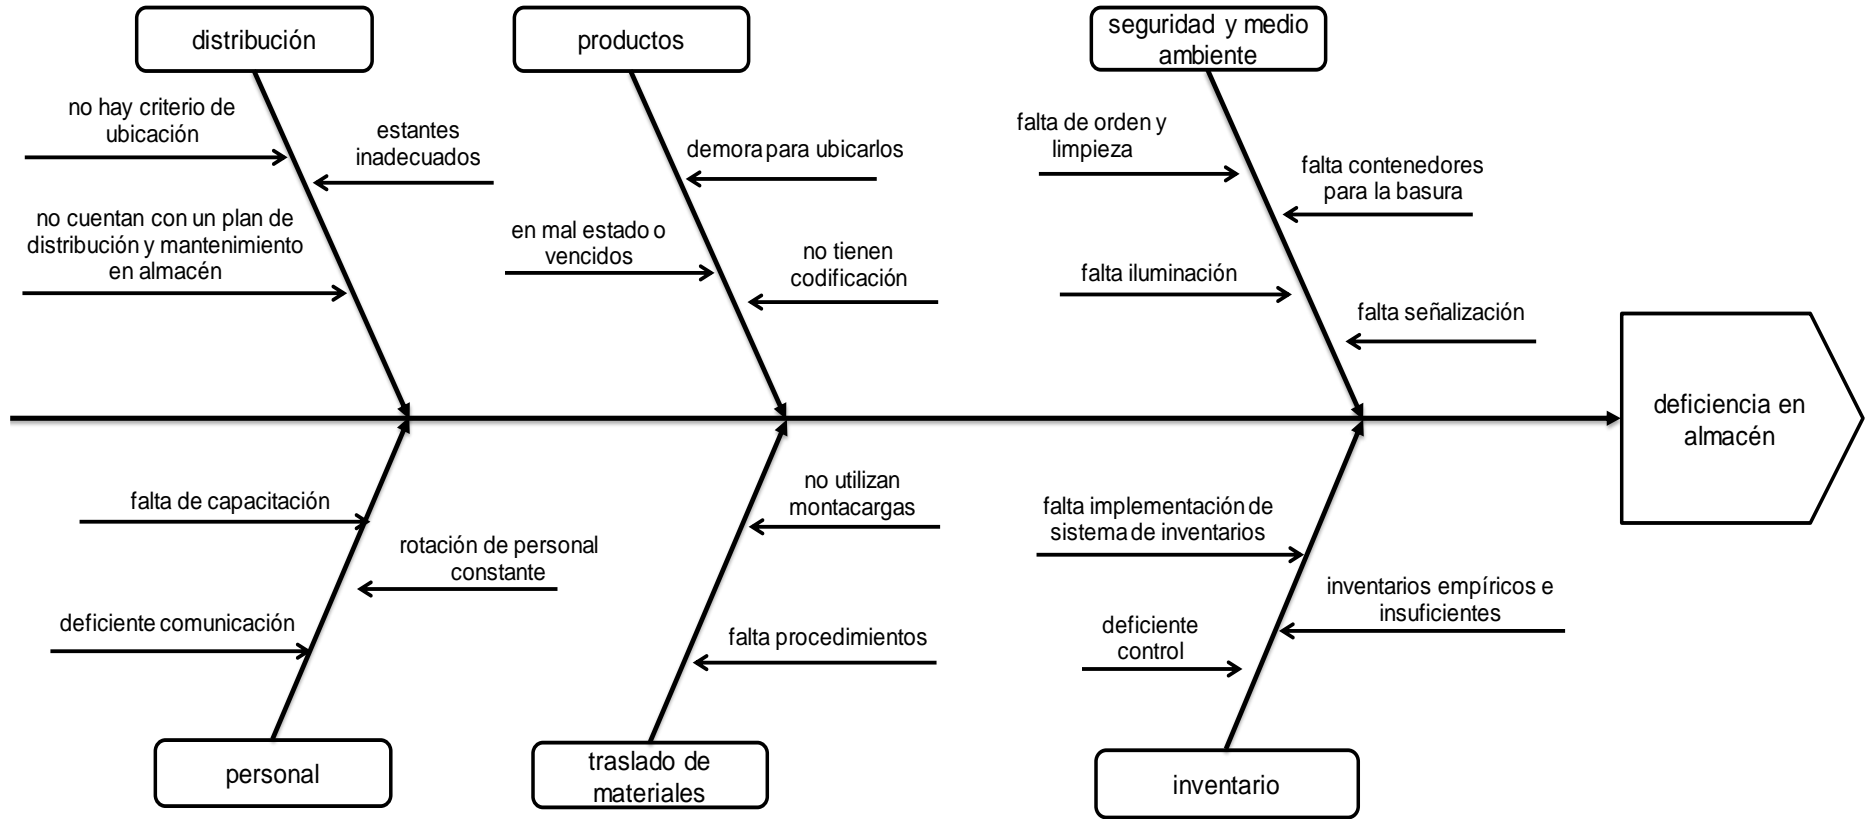 distribución
productos
seguridad y medio
ambiente
no hay criterio de
ubicación
estantes
inadecuados
no cuentan con un plan de
distribución y mantenimiento
en almacén
demora para ubicarlos
en mal estado o
vencidos
no tienen
codificación
falta de orden y
limpieza
falta contenedores
para la basura
falta iluminación
falta señalización
deficiencia en
almacén
falta de capacitación
rotación de personal
constante
deficiente comunicación
no utilizan
montacargas
falta procedimientos
falta implementación de
sistema de inventarios
inventarios empíricos e
insuficientes
deficiente
control
personal
traslado de
materiales
inventario